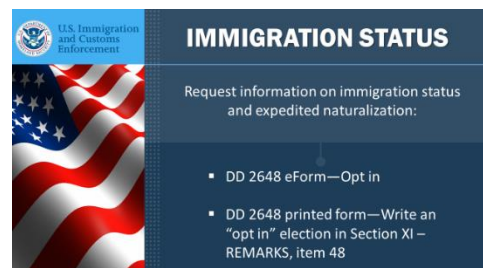 U.S. Immigration
and Customs
Enforcement
IMMIGRATION STATUS
Request information on immigration status
and expedited naturalization:
▪ DD 2648 eForm—Opt in
▪ DD 2648 printed form—Write an
“opt in” election in Section XI –
REMARKS, item 48